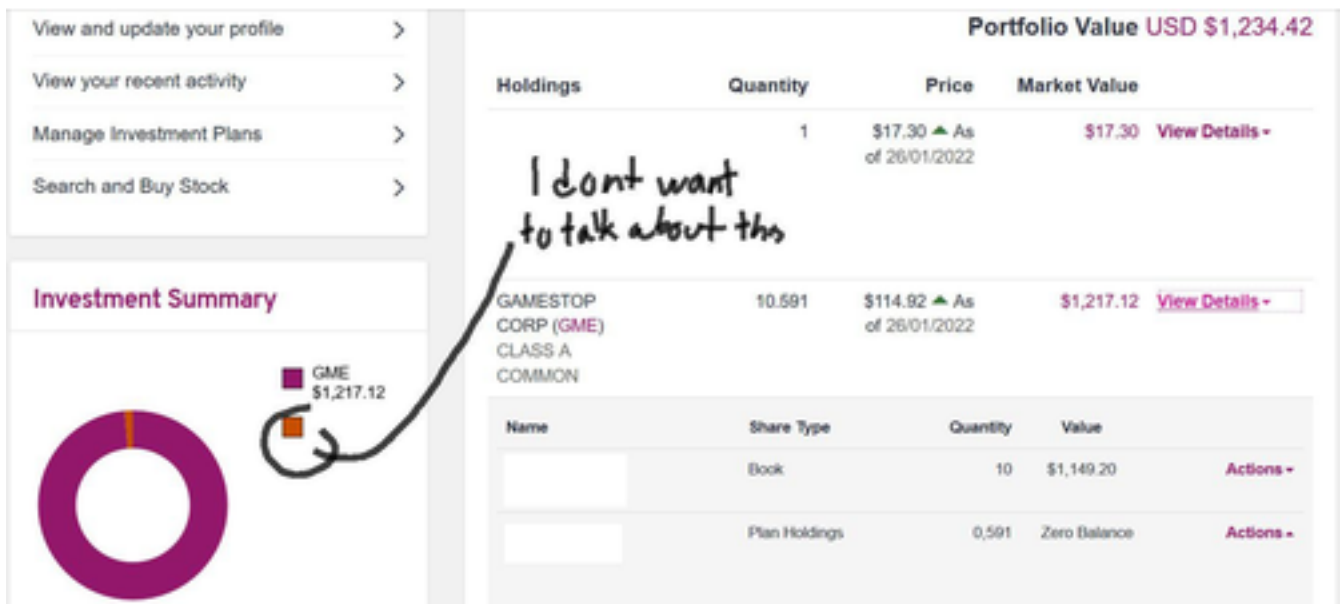 View and update your profile
View your recent activity
Manage Investment Plans
Search and Buy Stock
Investment Summary
GME
$1,217.12
Portfolio Value USD $1,234.42
Holdings Quantity Price Market Value
1 $17.30 ▲ As $17.30 View Details
of 26/01/2022
I dont want
to talk about ths
GAMESTOP 10.591 $114.92 ▲ As $1,217.12 View Details
CORP (GME) of 26/01/2022
CLASS A
COMMON
Name Share Type Quantity Value
Book 10 $1,149.20 Actions
Plan Holdings 0,591 Zero Balance Actions